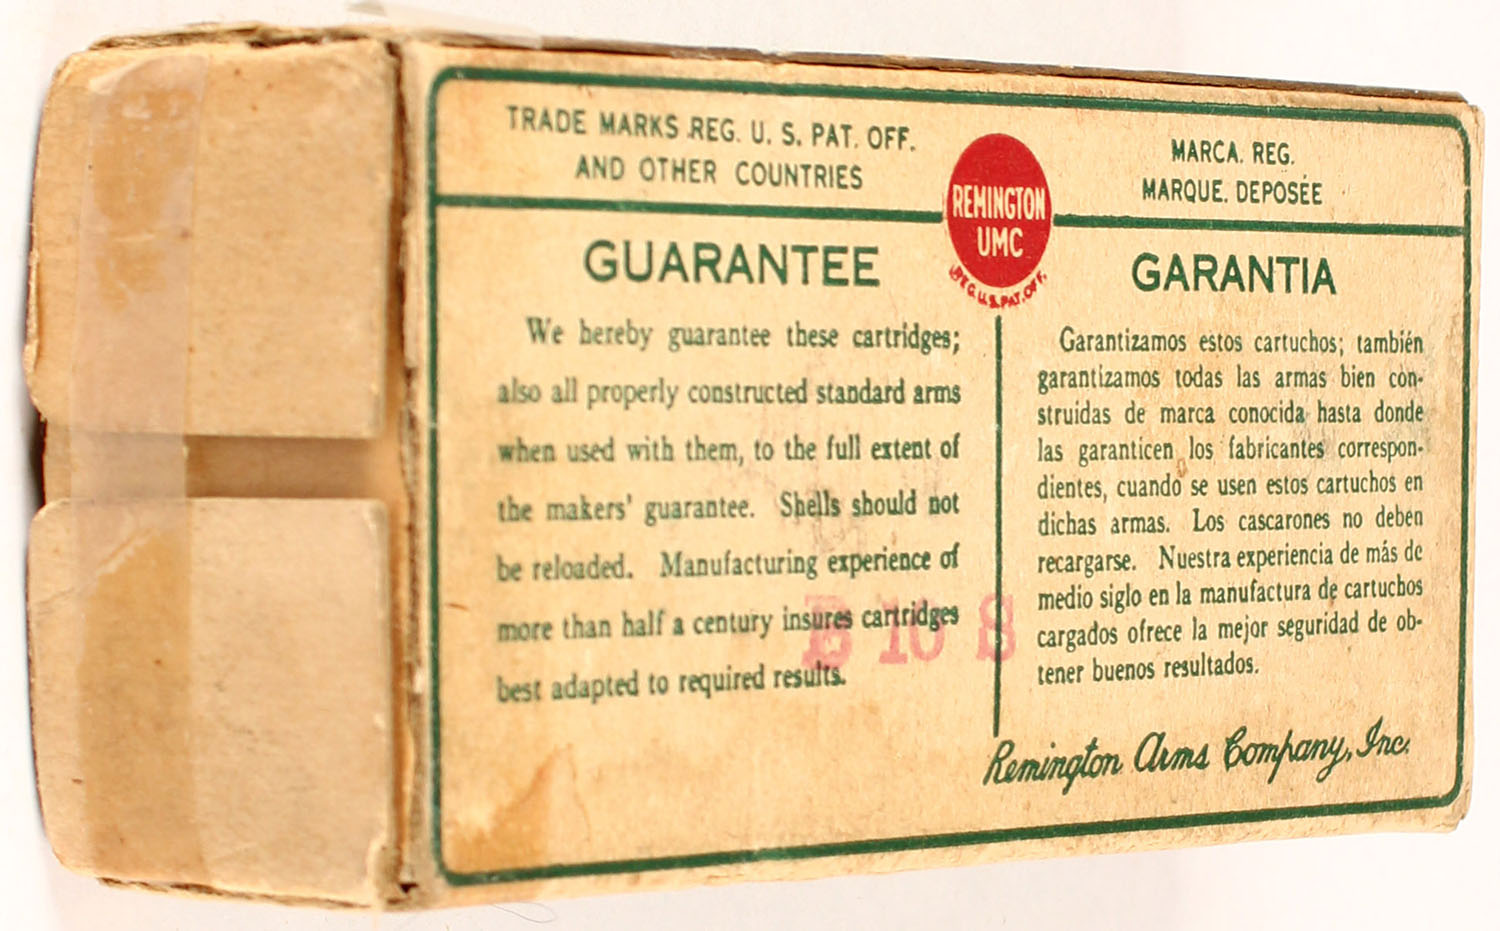 TRADE MARKS REG. U. S. PAT. OFF.
AND OTHER COUNTRIES
REMINGTON
UMC
REG. U.S. PAT. OFF.
MARCA. REG.
MARQUE. DEPOSÉE
GUARANTEE
We hereby guarantee these cartridges;
also all properly constructed standard arms
when used with them, to the full extent of
the makers' guarantee. Shells should not
be reloaded. Manufacturing experience of
more than half a century insures cartridges
best adapted to required results.
GARANTIA
Garantizamos estos cartuchos; también
garantizamos todas las armas bien con-
struidas de marca conocida hasta donde
las garanticen los fabricantes correspon-
dientes, cuando se usen estos cartuchos en
dichas armas. Los cascarones no deben
recargarse. Nuestra experiencia de más de
medio siglo en la manufactura de cartuchos
cargados ofrece la mejor seguridad de ob-
tener buenos resultados.
Remington Arms Company, Inc.